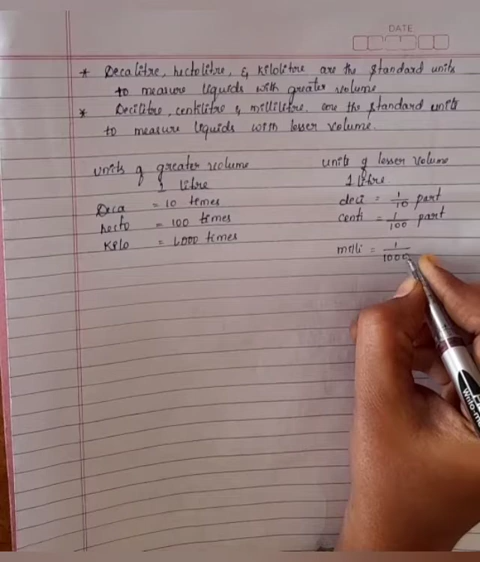 DATE
* Decalitre, hectolitre, & kilolitre are the standard units
to measure liquids with greater volume
* Decilitre, centilitre & millilitre, are the standard units
to measure liquids with lesser volume.
units of greater volume
1 litre
Deca = 10 times
hecto = 100 times
Kilo = 1,000 times
units of lesser volume
1 litre
deci = 1/10 part
centi = 1/100 part
milli = 1/1000